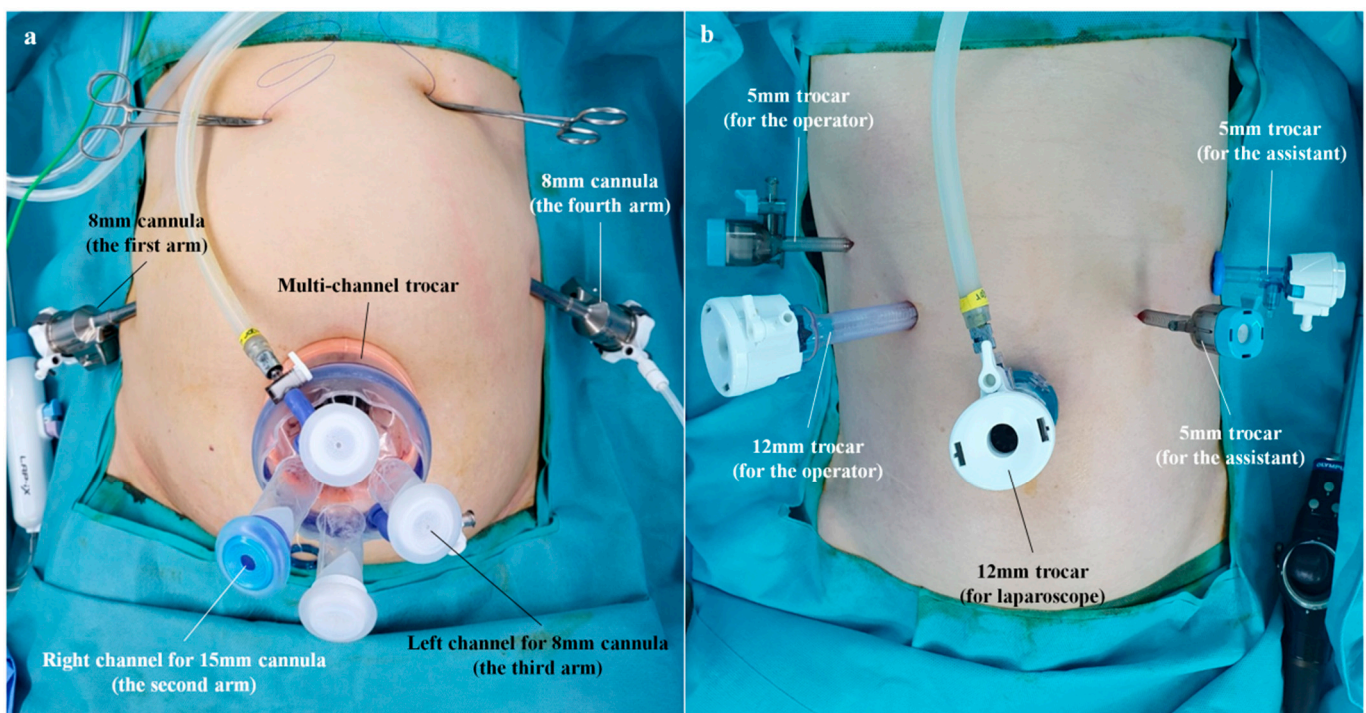 a
8mm cannula
(the first arm)
8mm cannula
(the fourth arm)
Multi-channel trocar
Right channel for 15mm cannula
(the second arm)
Left channel for 8mm cannula
(the third arm)
b
5mm trocar
(for the operator)
5mm trocar
(for the assistant)
12mm trocar
(for the operator)
5mm trocar
(for the assistant)
12mm trocar
(for laparoscope)